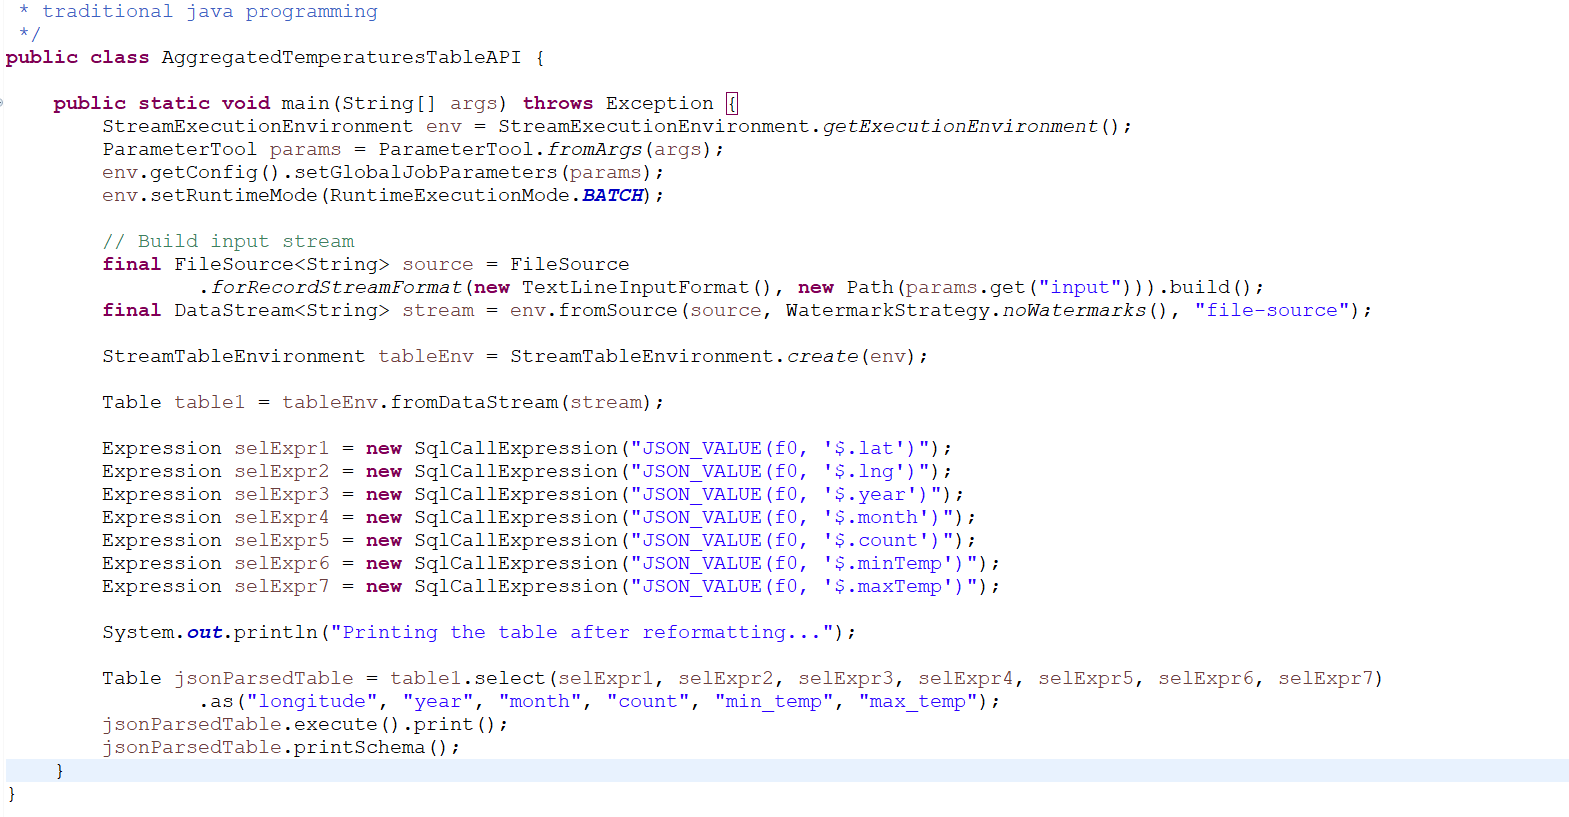 * traditional java programming
*/
public class AggregatedTemperaturesTableAPI {
public static void main(String[] args) throws Exception {
StreamExecutionEnvironment env = StreamExecutionEnvironment.getExecutionEnvironment();
ParameterTool params = ParameterTool.fromArgs(args);
env.getConfig().setGlobalJobParameters(params);
env.setRuntimeMode(RuntimeExecutionMode.BATCH);
// Build input stream
final FileSource<String> source = FileSource
.forRecordStreamFormat(new TextLineInputFormat(), new Path(params.get("input"))).build();
final DataStream<String> stream = env.fromSource(source, WatermarkStrategy.noWatermarks(), "file-source");
StreamTableEnvironment tableEnv = StreamTableEnvironment.create(env);
Table table1 = tableEnv.fromDataStream(stream);
Expression selExpr1 = new SqlCallExpression("JSON_VALUE(f0, '$.lat')");
Expression selExpr2 = new SqlCallExpression("JSON_VALUE(f0, '$.lng')");
Expression selExpr3 = new SqlCallExpression("JSON_VALUE(f0, '$.year')");
Expression selExpr4 = new SqlCallExpression("JSON_VALUE(f0, '$.month')");
Expression selExpr5 = new SqlCallExpression("JSON_VALUE(f0, '$.count')");
Expression selExpr6 = new SqlCallExpression("JSON_VALUE(f0, '$.minTemp')");
Expression selExpr7 = new SqlCallExpression("JSON_VALUE(f0, '$.maxTemp')");
System.out.println("Printing the table after reformatting...");
Table jsonParsedTable = table1.select(selExpr1, selExpr2, selExpr3, selExpr4, selExpr5, selExpr6, selExpr7)
.as("longitude", "year", "month", "count", "min_temp", "max_temp");
jsonParsedTable.execute().print();
jsonParsedTable.printSchema();
}
}